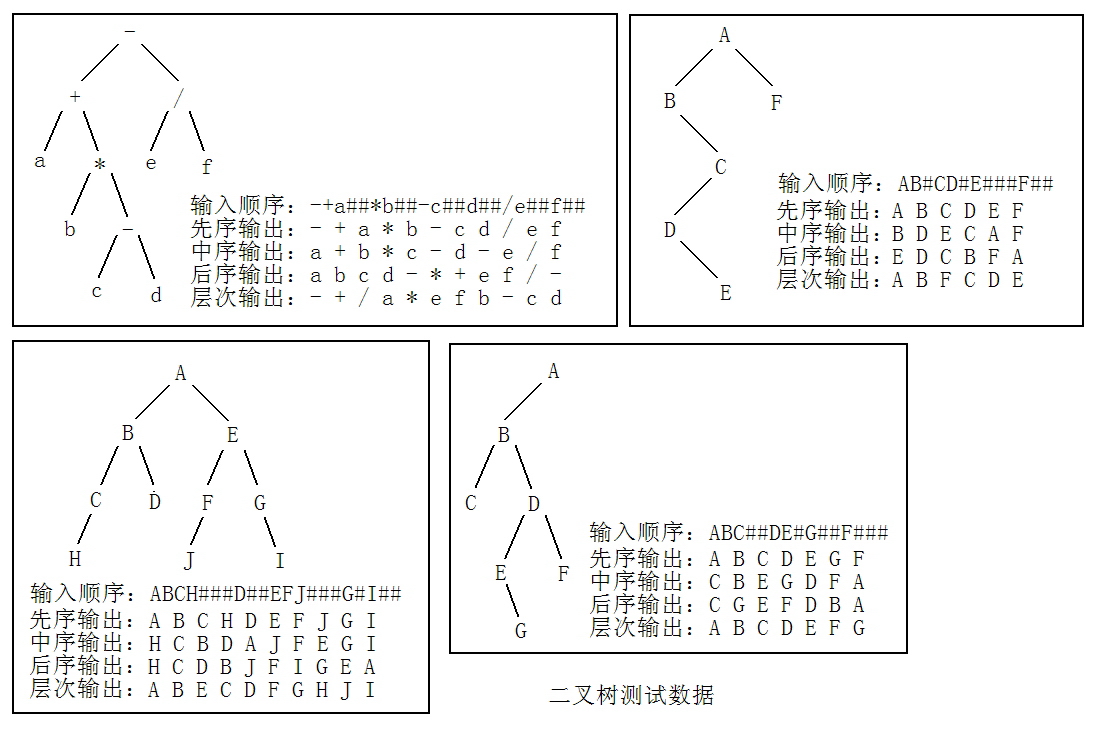 -
+ /
a * e f
b -
c d
输入顺序：-+a##*b##-c##d##/e##f##
先序输出：- + a * b - c d / e f
中序输出：a + b * c - d - e / f
后序输出：a b c d - * + e f / -
层次输出：- + / a * e f b - c d
A
B F
C
D
E
输入顺序：AB#CD#E###F##
先序输出：A B C D E F
中序输出：B D E C A F
后序输出：E D C B F A
层次输出：A B F C D E
A
B E
C D F G
H J I
输入顺序：ABCH###D##EFJ###G#I##
先序输出：A B C H D E F J G I
中序输出：H C B D A J F E G I
后序输出：H C D B J F I G E A
层次输出：A B E C D F G H J I
A
B
C D
E F
G
输入顺序：ABC##DE#G##F###
先序输出：A B C D E G F
中序输出：C B E G D F A
后序输出：C G E F D B A
层次输出：A B C D E F G
二叉树测试数据